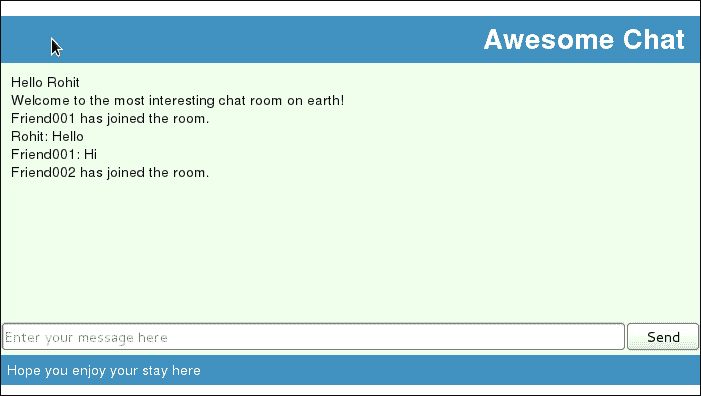 Awesome Chat
Hello Rohit
Welcome to the most interesting chat room on earth!
Friend001 has joined the room.
Rohit: Hello
Friend001: Hi
Friend002 has joined the room.
Enter your message here
Send
Hope you enjoy your stay here